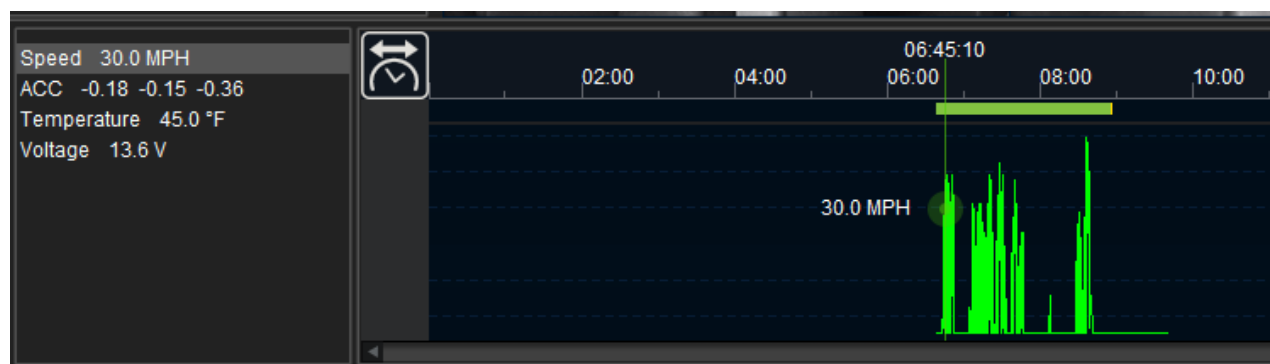 Speed 30.0 MPH
ACC -0.18 -0.15 -0.36
Temperature 45.0 °F
Voltage 13.6 V
06:45:10
02:00 04:00 06:00 08:00 10:00
30.0 MPH